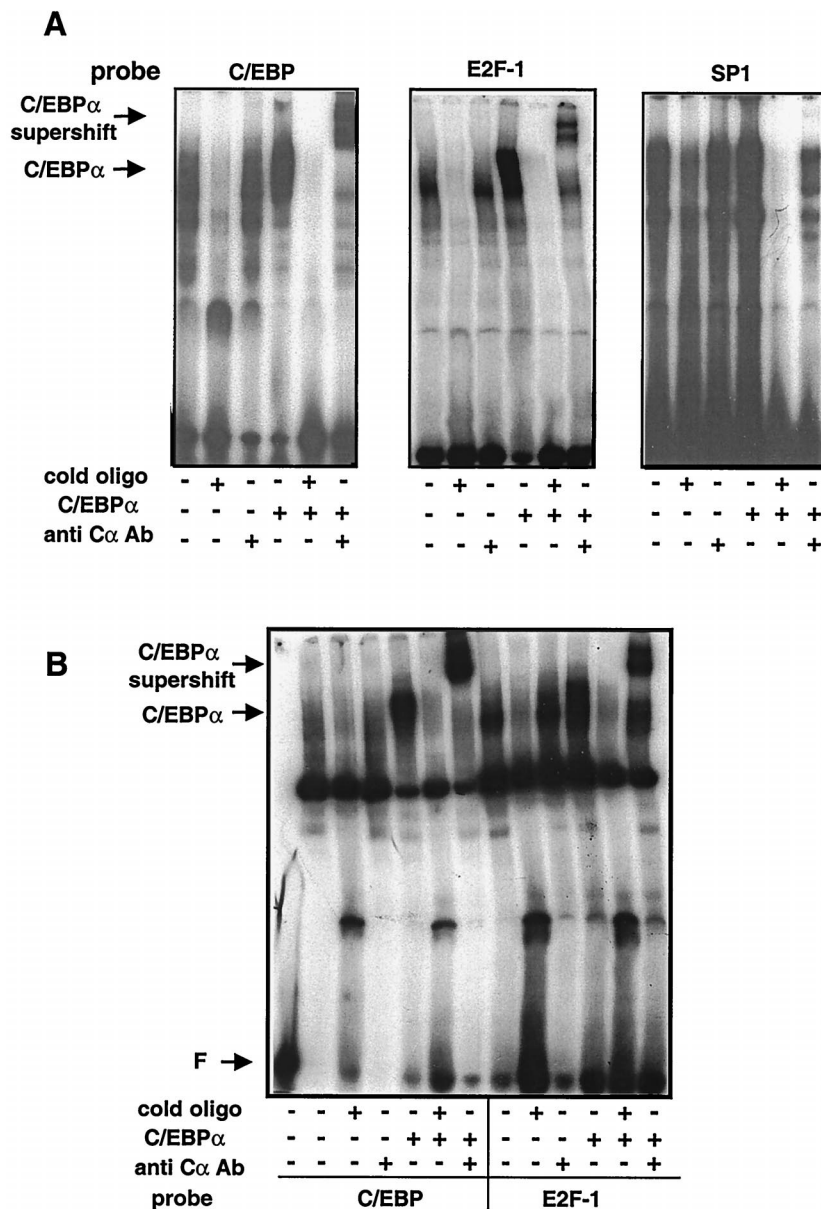 A
probe C/EBP E2F-1 SP1
C/EBPα
supershift
C/EBPα
cold oligo - + - - + - - + - - + - - + - - + -
C/EBPα - - - + + + - - - + + + - - - + + +
anti Cα Ab - - + - - + - - + - - + - - + - - +
B
C/EBPα
supershift
C/EBPα
F
cold oligo - - + - - + - - + - - + -
C/EBPα - - - - + + + - - - + + +
anti Cα Ab - - - + - - + - - + - - +
probe C/EBP E2F-1